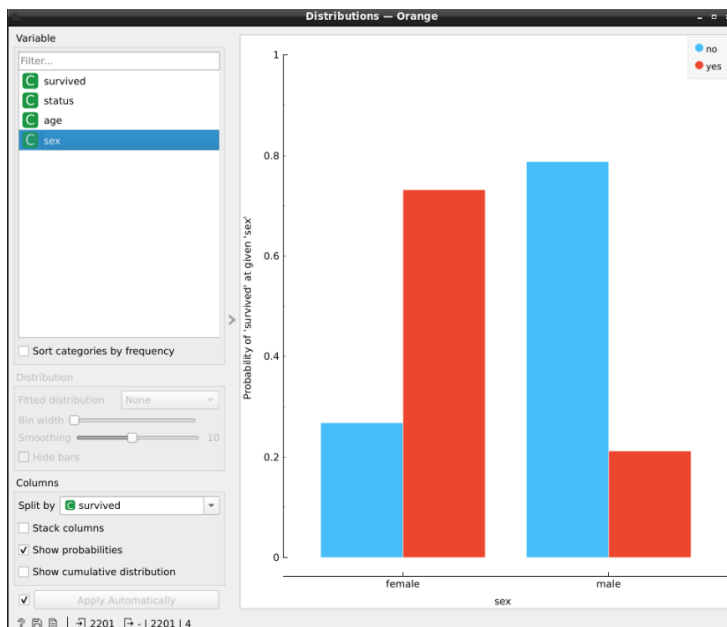 Distributions — Orange
Variable
Filter...
C survived
C status
C age
C sex
Sort categories by frequency
Distribution
Fitted distribution None
Bin width
Smoothing 10
Hide bars
Columns
Split by C survived
Stack columns
Show probabilities
Show cumulative distribution
Apply Automatically
? 2201 - | 2201 | 4
Probability of 'survived' at given 'sex'
1
0.8
0.6
0.4
0.2
0
female male
sex
no
yes